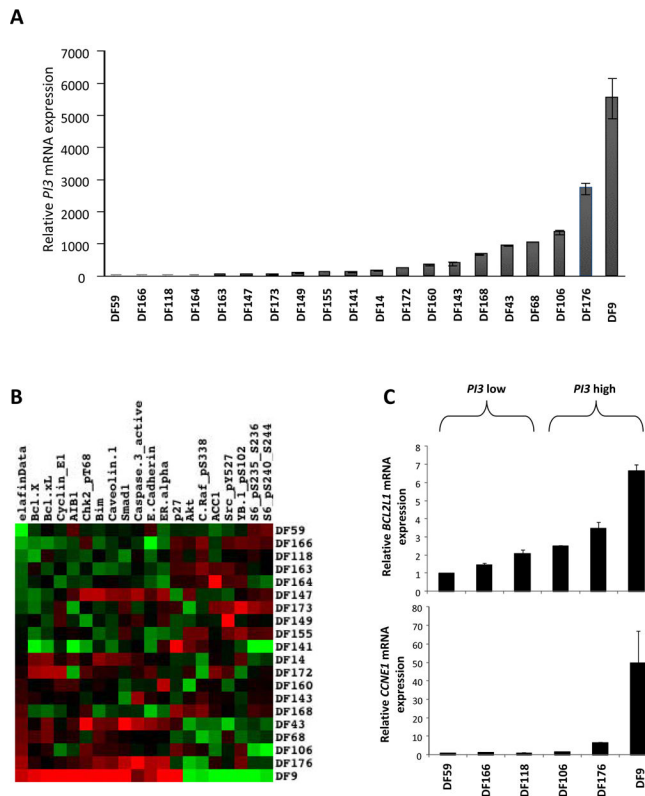 A
Relative PI3 mRNA expression
7000
6000
5000
4000
3000
2000
1000
0
DF59
DF166
DF118
DF164
DF163
DF147
DF173
DF149
DF155
DF141
DF14
DF172
DF160
DF143
DF168
DF43
DF68
DF106
DF176
DF9
B
elafinData
Bcl.X
Bcl.xL
Cyclin_E1
AIB1
Chk2_pT68
Bim
Caveolin.1
Smad1
Caspase.3_active
E.Cadherin
ER.alpha
p27
Akt
C.Raf_pS338
ACC1
Src_pY527
YB.1_pS102
S6_pS235_S236
S6_pS240_S244
DF59
DF166
DF118
DF163
DF164
DF147
DF173
DF149
DF155
DF141
DF14
DF172
DF160
DF143
DF168
DF43
DF68
DF106
DF176
DF9
C
PI3 low
PI3 high
Relative BCL2L1 mRNA
expression
8
7
6
5
4
3
2
1
0
Relative CCNE1 mRNA
expression
80
70
60
50
40
30
20
10
0
DF59
DF166
DF118
DF106
DF176
DF9